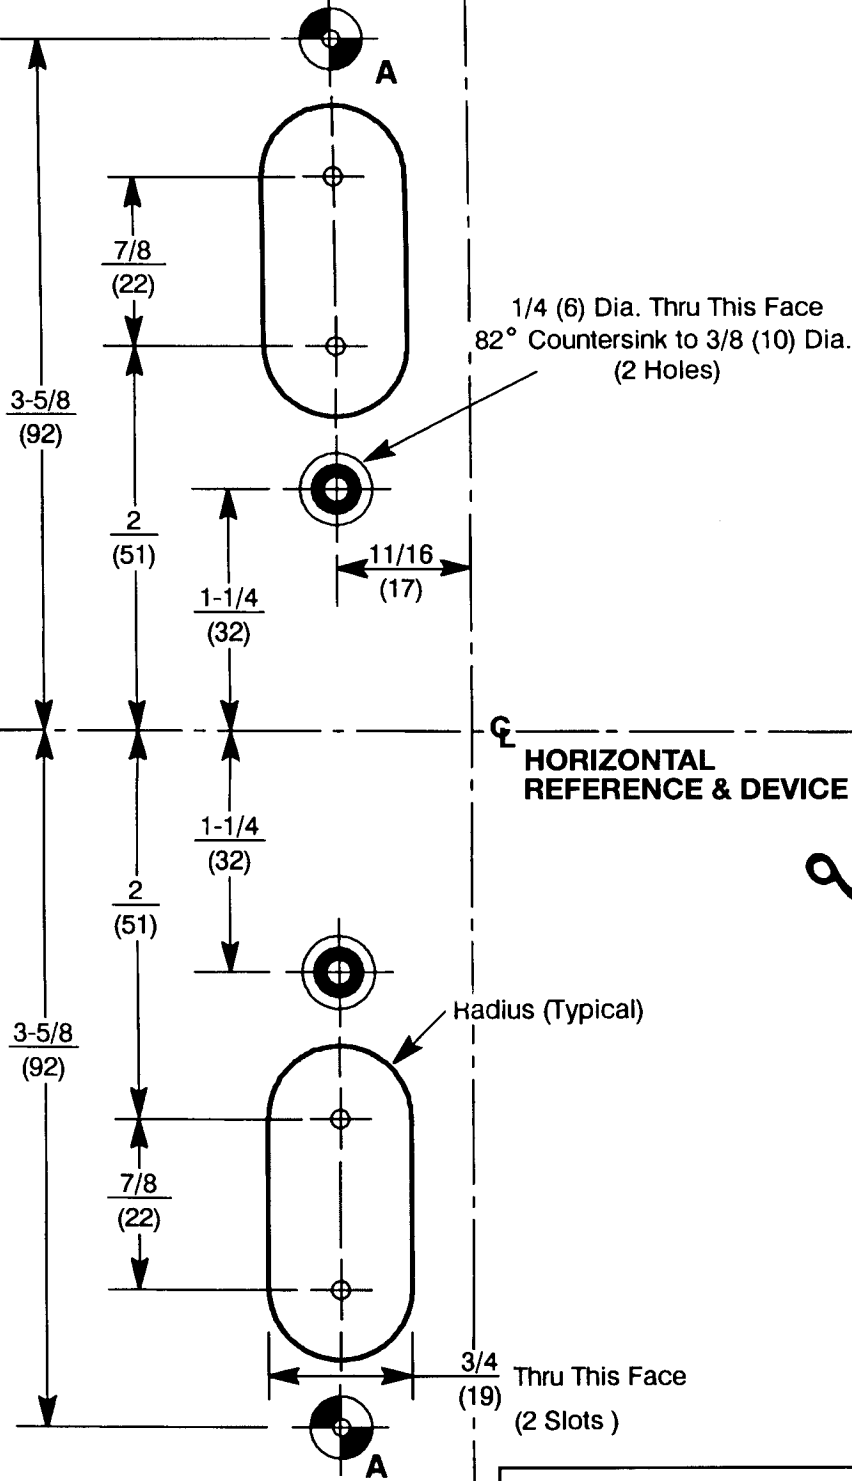 A
7/8
(22)
1/4 (6) Dia. Thru This Face
82° Countersink to 3/8 (10) Dia.
(2 Holes)
3-5/8
(92)
2
(51)
11/16
(17)
1-1/4
(32)
℄
HORIZONTAL
REFERENCE & DEVICE
1-1/4
(32)
2
(51)
Radius (Typical)
3-5/8
(92)
7/8
(22)
3/4
(19)
Thru This Face
(2 Slots )
A